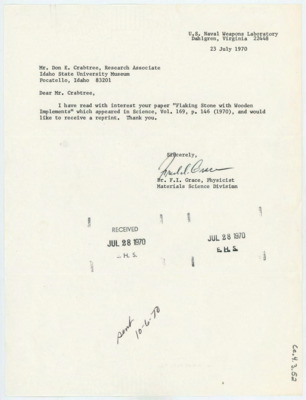 U.S. Naval Weapons Laboratory
Dahlgren, Virginia 22448
23 July 1970
Mr. Don E. Crabtree, Research Associate
Idaho State University Museum
Pocatello, Idaho 83201
Dear Mr. Crabtree,
I have read with interest your paper "Flaking Stone with Wooden
Implements" which appeared in Science, Vol. 169, p. 146 (1970), and would
like to receive a reprint. Thank you.
Sincerely,
Mr. F.I. Grace, Physicist
Materials Science Division
RECEIVED
JUL 28 1970 JUL 28 1970
E. H. S. E. H. S.
sent
10-6-70